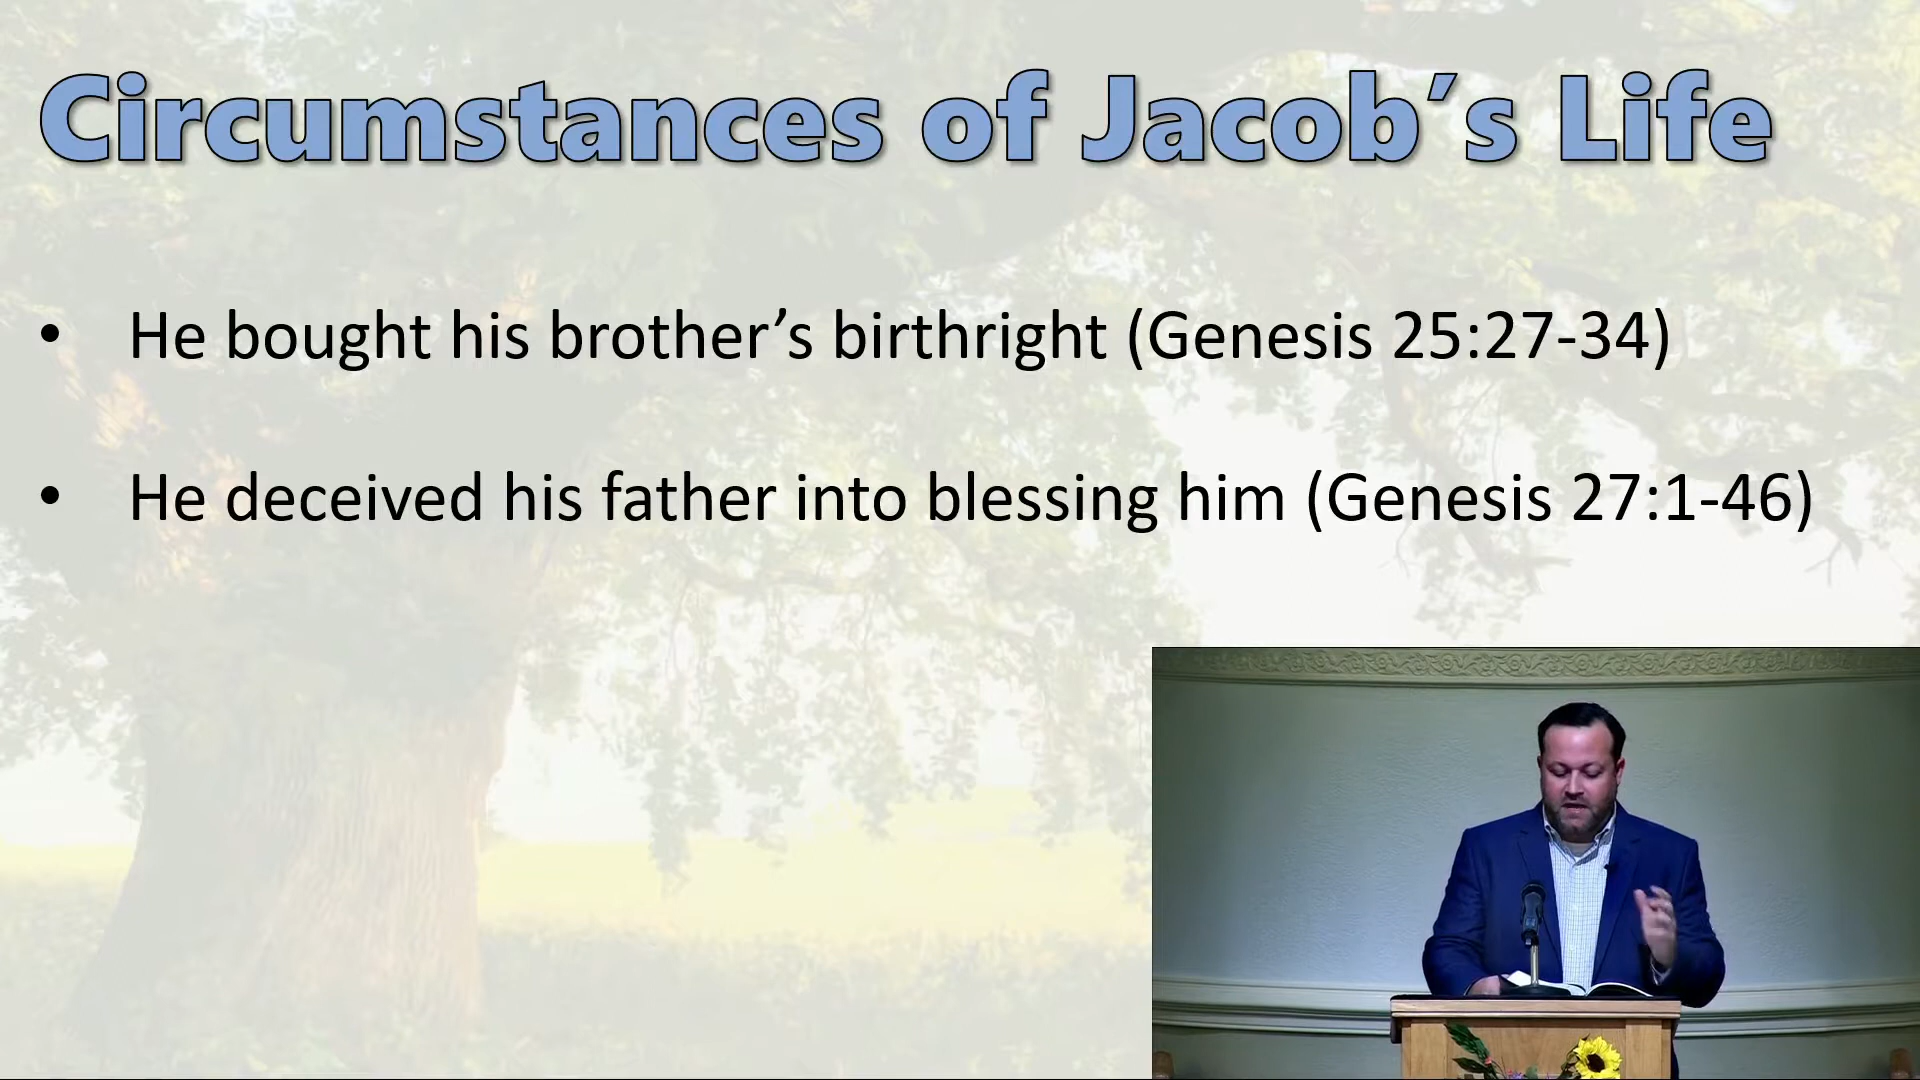 Circumstances of Jacob’s Life
• He bought his brother’s birthright (Genesis 25:27-34)
• He deceived his father into blessing him (Genesis 27:1-46)